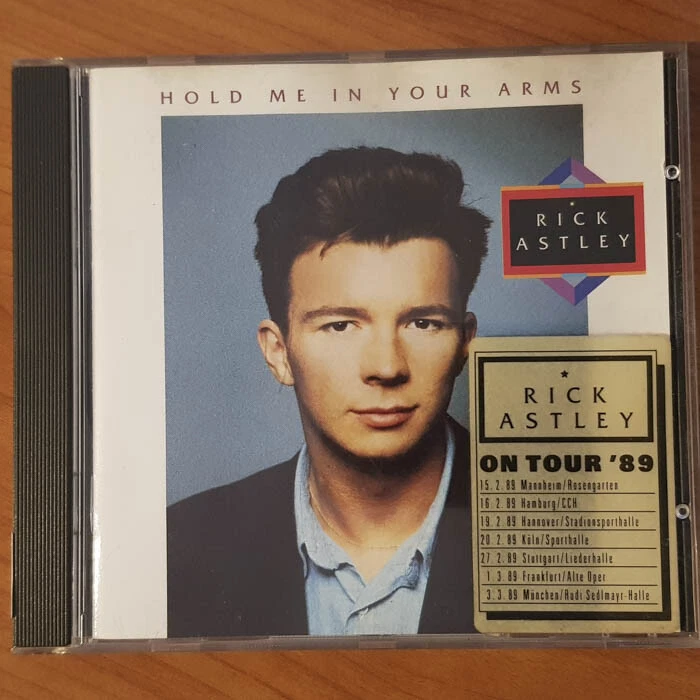 HOLD ME IN YOUR ARMS
RICK
ASTLEY
RICK
ASTLEY
ON TOUR '89
15. 2. 89 Mannheim/Rosengarten
16. 2. 89 Hamburg/CCH
19. 2. 89 Hannover/Stadionsporthalle
20. 2. 89 Köln/Sporthalle
27. 2. 89 Stuttgart/Liederhalle
1. 3. 89 Frankfurt/Alte Oper
3. 3. 89 München/Rudi Sedlmayr-Halle